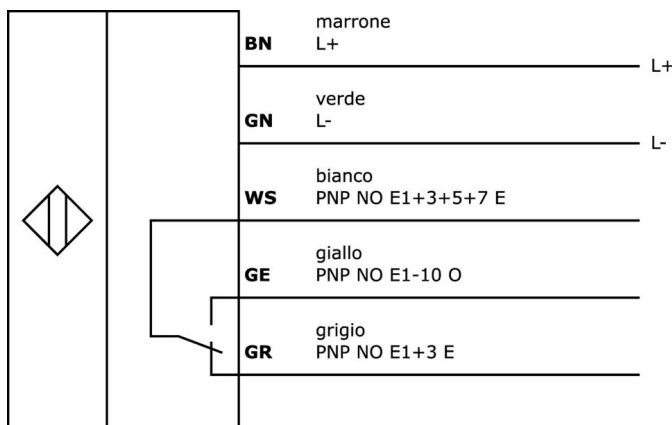 marrone
BN L+
L+
verde
GN L-
L-
bianco
WS PNP NO E1+3+5+7 E
giallo
GE PNP NO E1-10 O
grigio
GR PNP NO E1+3 E